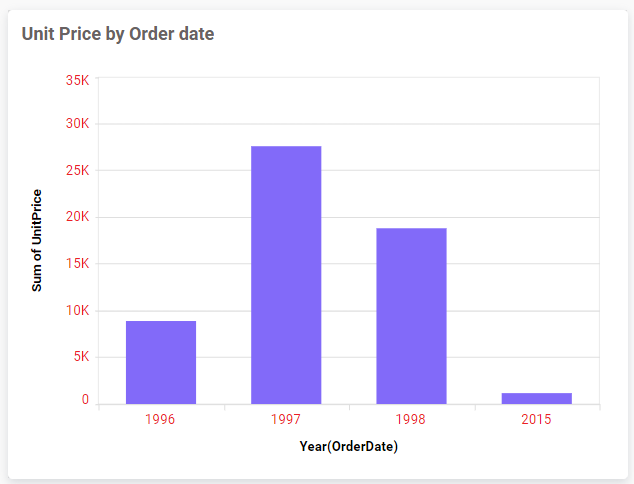 Unit Price by Order date
35K
30K
25K
20K
15K
10K
5K
0
Sum of UnitPrice
1996 1997 1998 2015
Year(OrderDate)